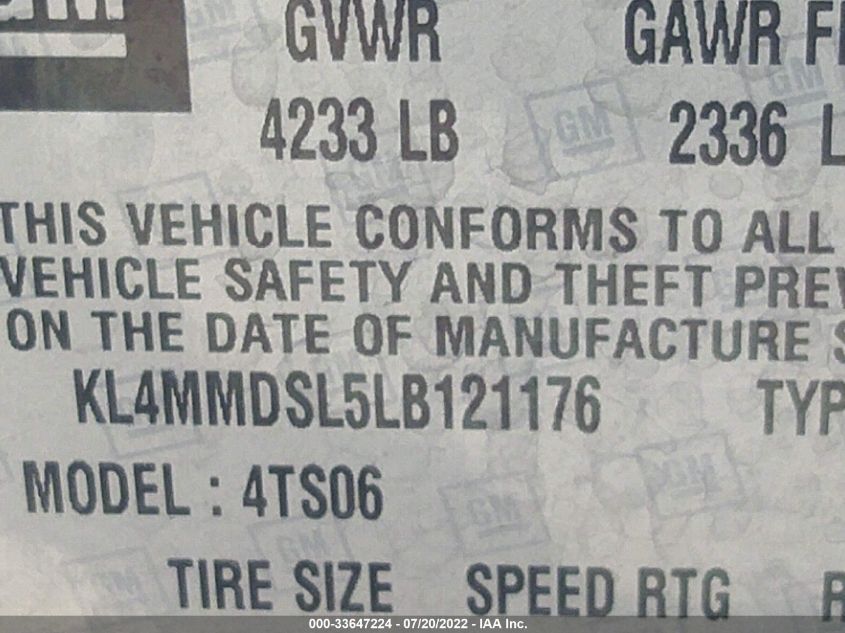 GM
GVWR GAWR
4233 LB 2336
THIS VEHICLE CONFORMS TO ALL
VEHICLE SAFETY AND THEFT
ON THE DATE OF MANUFACTURE
KL4MMDSL5LB121176
MODEL : 4TS06
TIRE SIZE SPEED RTG
000-33647224 - 07/20/2022 - IAA Inc.